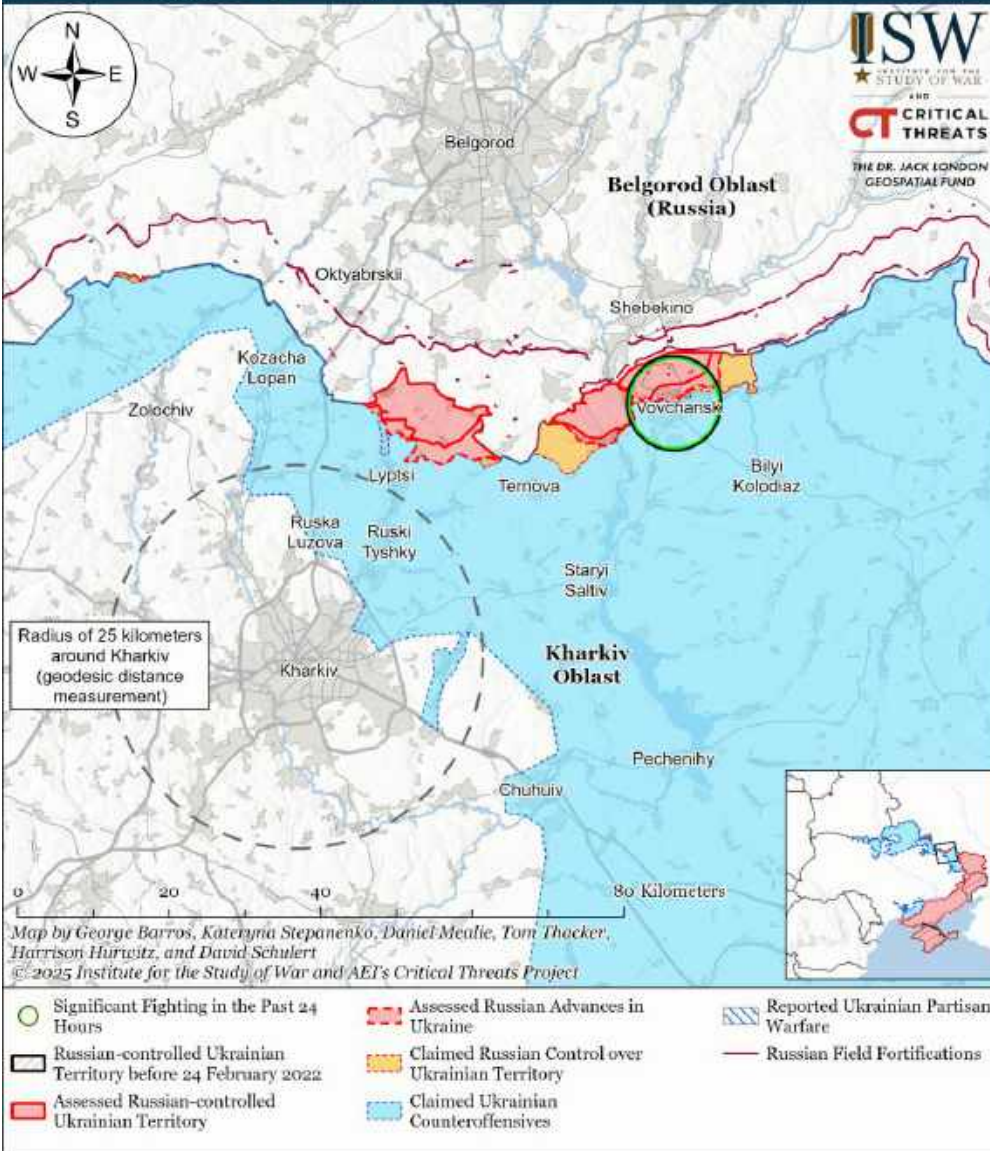 N
W E
S
ISW
INSTITUTE FOR THE
STUDY OF WAR
AND
CT CRITICAL
THREATS
THE DR. JACK LONDON
GEOSPATIAL FUND
Belgorod
Belgorod Oblast
(Russia)
Oktyabrskii
Shebekino
Kozacha
Lopan
Zolochiv
Vovchansk
Lyptsi
Ternova
Bilyi
Kolodiaz
Ruska
Luzova
Ruski
Tyshky
Staryi
Saltiv
Radius of 25 kilometers
around Kharkiv
(geodesic distance
measurement)
Kharkiv
Kharkiv
Oblast
Pechenihy
Chuhuiv
0 20 40 80 Kilometers
Map by George Barros, Kateryna Stepanenko, Daniel Mealie, Tom Thacker,
Harrison Hurwitz, and David Schulert
© 2025 Institute for the Study of War and AEI's Critical Threats Project
Significant Fighting in the Past 24
Hours
Russian-controlled Ukrainian
Territory before 24 February 2022
Assessed Russian-controlled
Ukrainian Territory
Assessed Russian Advances in
Ukraine
Claimed Russian Control over
Ukrainian Territory
Claimed Ukrainian
Counteroffensives
Reported Ukrainian Partisan
Warfare
Russian Field Fortifications